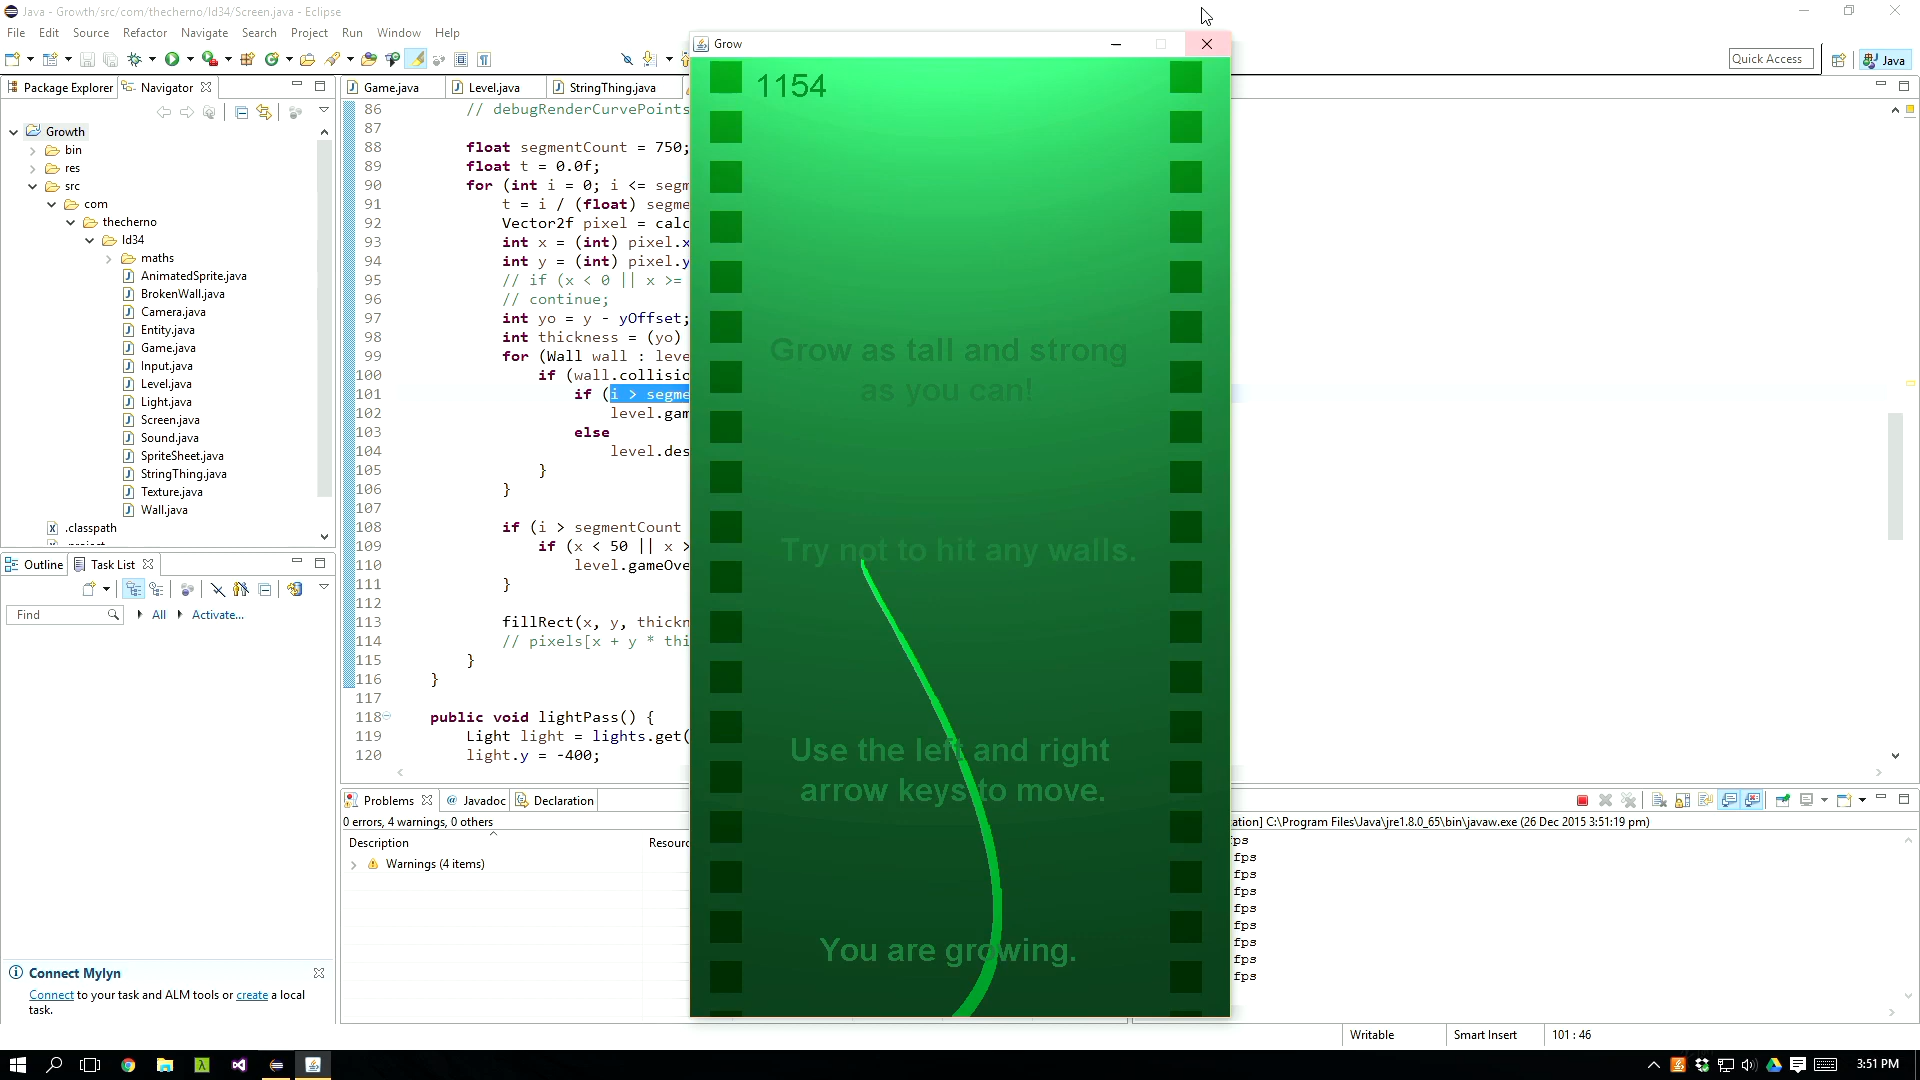 Java - Growth/src/com/thecherno/ld34/Screen.java - Eclipse
File Edit Source Refactor Navigate Search Project Run Window Help
Quick Access
Java
Package Explorer
Navigator
Growth
bin
res
src
com
thecherno
ld34
maths
AnimatedSprite.java
BrokenWall.java
Camera.java
Entity.java
Game.java
Input.java
Level.java
Light.java
Screen.java
Sound.java
SpriteSheet.java
StringThing.java
Texture.java
Wall.java
.classpath
Outline
Task List
Find
All
Activate...
Connect Mylyn
Connect to your task and ALM tools or create a local
task.
Game.java
Level.java
StringThing.java
86 // debugRenderCurvePoints
87
88 float segmentCount = 750;
89 float t = 0.0f;
90 for (int i = 0; i <= segm
91 t = i / (float) segme
92 Vector2f pixel = calc
93 int x = (int) pixel.x
94 int y = (int) pixel.y
95 // if (x < 0 || x >=
96 // continue;
97 int yo = y - yOffset;
98 int thickness = (yo)
99 for (Wall wall : leve
100 if (wall.collisio
101 if (i > segme
102 level.gam
103 else
104 level.des
105 }
106 }
107
108 if (i > segmentCount
109 if (x < 50 || x >
110 level.gameOve
111 }
112
113 fillRect(x, y, thickn
114 // pixels[x + y * thi
115 }
116 }
117
118 public void lightPass() {
119 Light light = lights.get(
120 light.y = -400;
Grow
1154
Grow as tall and strong
as you can!
Try not to hit any walls.
Use the left and right
arrow keys to move.
You are growing.
Problems
Javadoc
Declaration
0 errors, 4 warnings, 0 others
Description
Resourc
Warnings (4 items)
ation] C:\Program Files\Java\jre1.8.0_65\bin\javaw.exe (26 Dec 2015 3:51:19 pm)
fps
fps
fps
fps
fps
fps
fps
fps
Writable
Smart Insert
101 : 46
3:51 PM